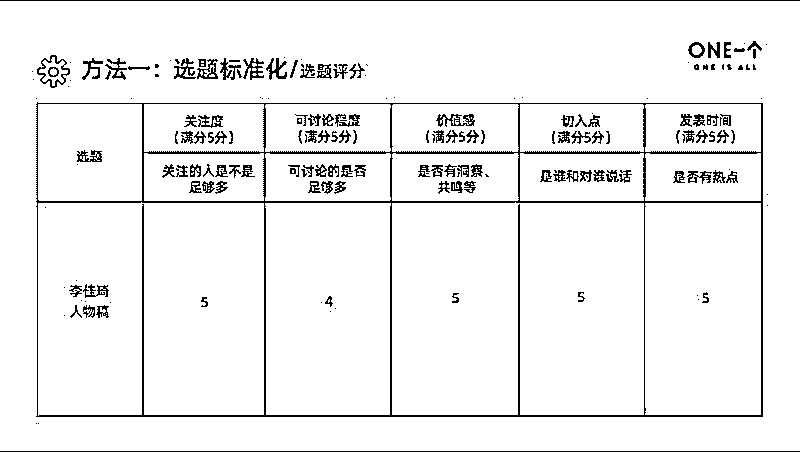 ONE一个
ONE IS ALL
方法一：选题标准化/选题评分
选题
关注度
（满分5分）
可讨论程度
（满分5分）
价值感
（满分5分）
切入点
（满分5分）
发表时间
（满分5分）
关注的人是不是
足够多
可讨论的是否
足够多
是否有洞察、
共鸣等
是谁和对谁说话
是否有热点
李佳琦
人物稿
5
4
5
5
5